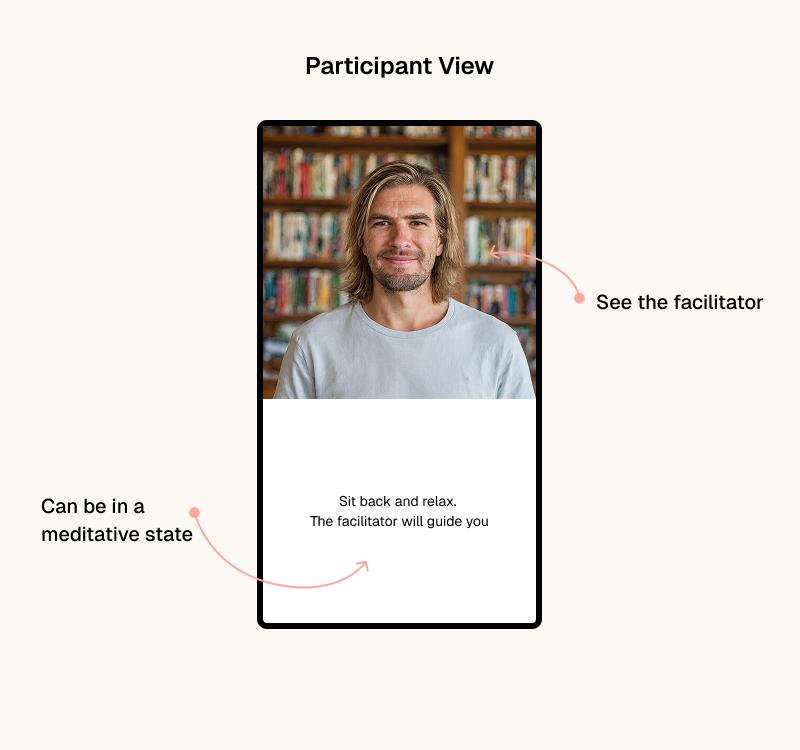 Participant View
See the facilitator
Can be in a
meditative state
Sit back and relax.
The facilitator will guide you